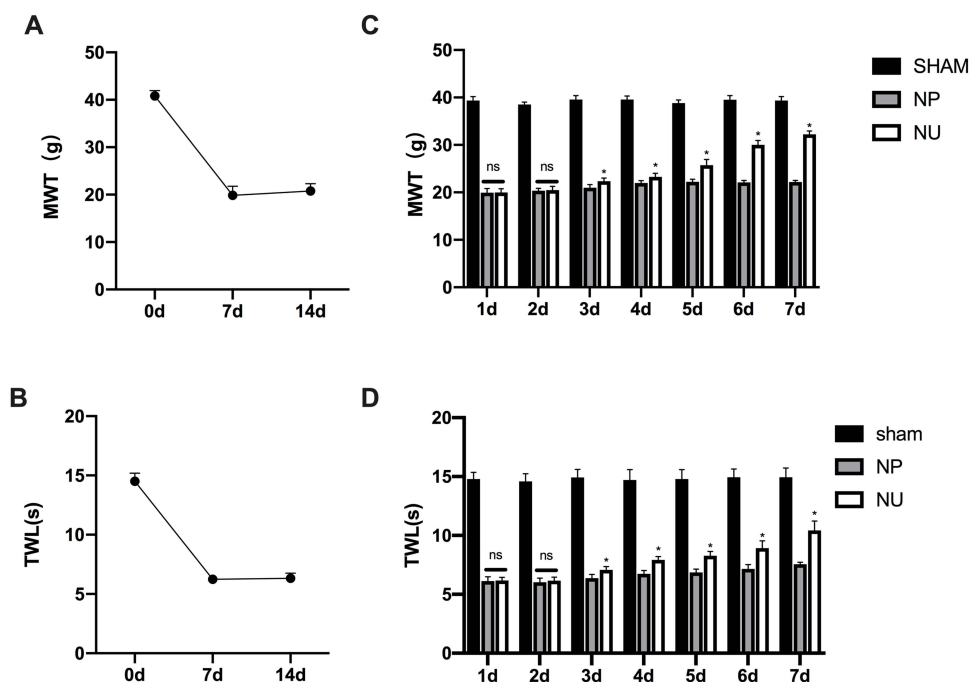 A
50
40
30
20
10
0
MWT (g)
0d 7d 14d
C
50
40
30
20
10
0
MWT (g)
ns ns * * * * *
1d 2d 3d 4d 5d 6d 7d
SHAM
NP
NU
B
20
15
10
5
0
TWL(s)
0d 7d 14d
D
20
15
10
5
0
TWL(s)
ns ns * * * * *
1d 2d 3d 4d 5d 6d 7d
sham
NP
NU